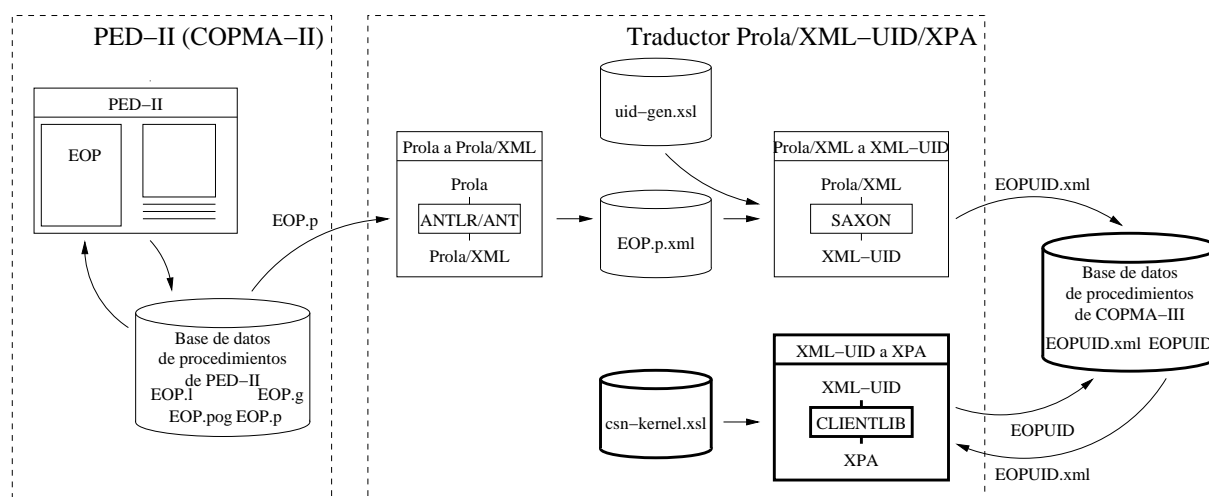 PED–II (COPMA–II)
PED–II
EOP
EOP.p
Base de datos
de procedimientos
de PED–II
EOP.l EOP.g
EOP.pog EOP.p
Traductor Prola/XML–UID/XPA
uid–gen.xsl
Prola a Prola/XML
Prola
ANTLR/ANT
Prola/XML
EOP.p.xml
Prola/XML a XML–UID
Prola/XML
SAXON
XML–UID
EOPUID.xml
Base de datos
de procedimientos
de COPMA–III
EOPUID.xml EOPUID
csn–kernel.xsl
XML–UID a XPA
XML–UID
CLIENTLIB
XPA
EOPUID
EOPUID.xml